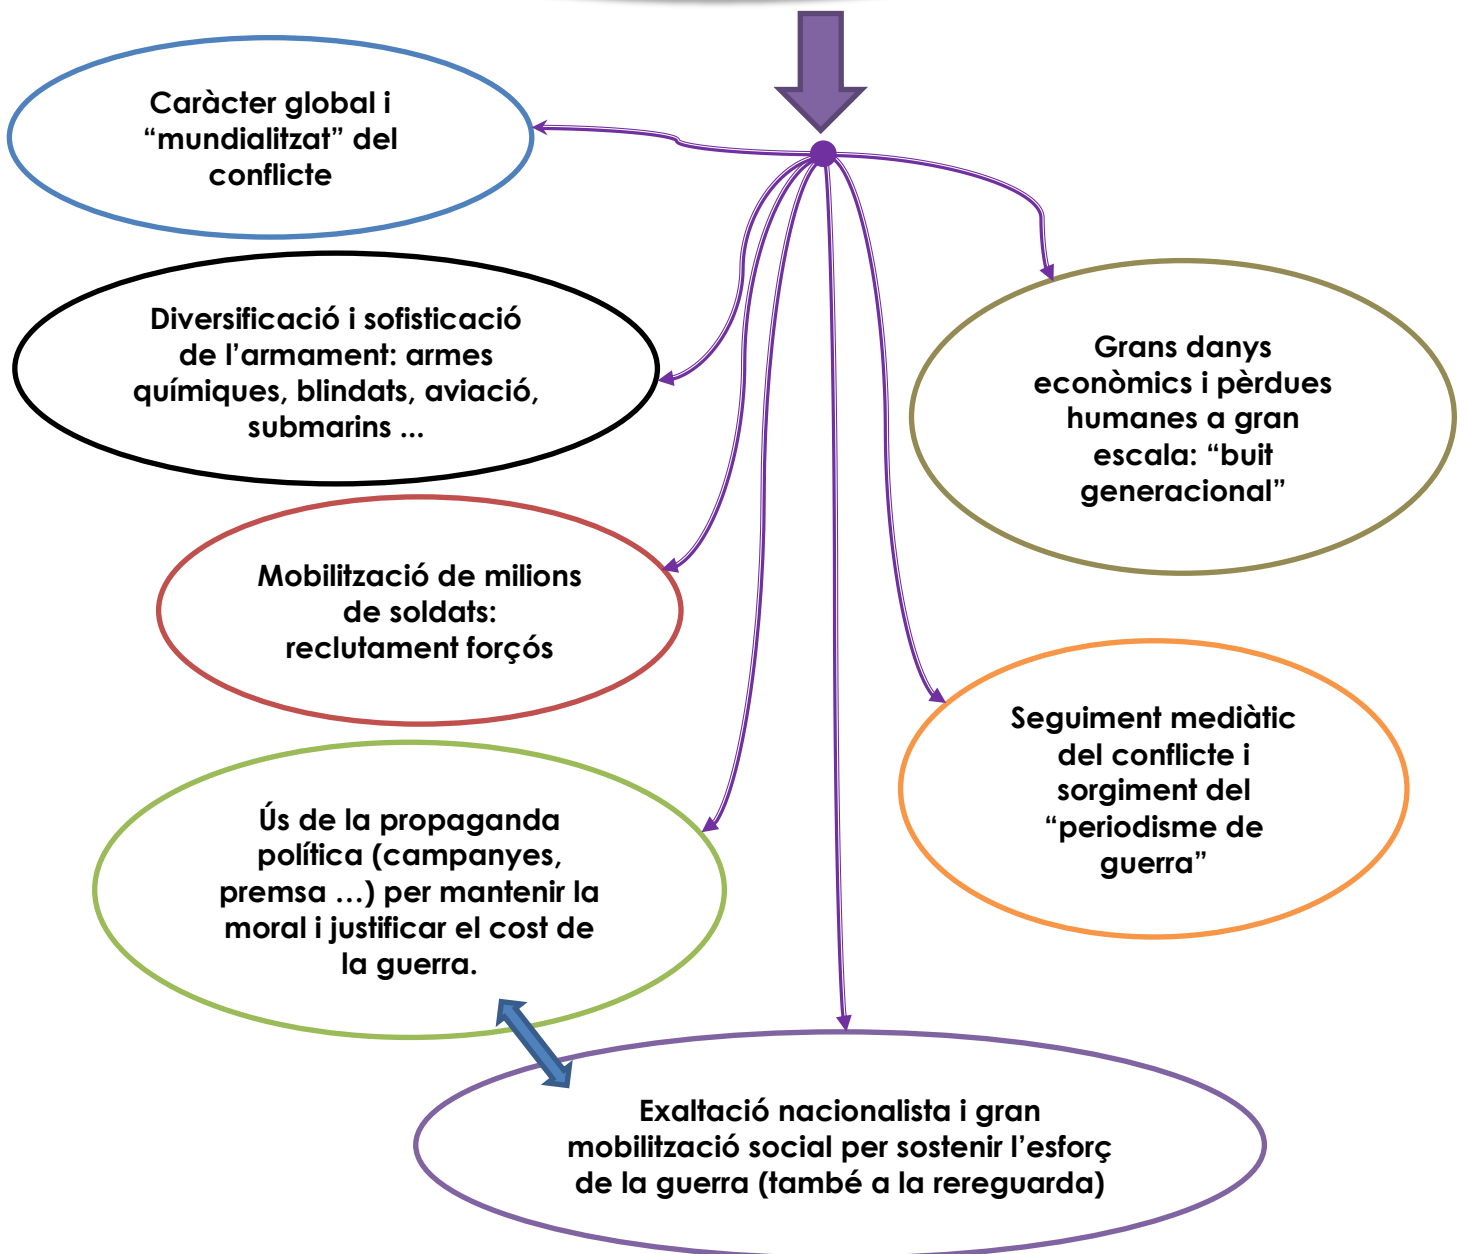 Caràcter global i
“mundialitzat” del
conflicte
Diversificació i sofisticació
de l’armament: armes
químiques, blindats, aviació,
submarins ...
Grans danys
econòmics i pèrdues
humanes a gran
escala: “buit
generacional”
Mobilització de milions
de soldats:
reclutament forçós
Seguiment mediàtic
del conflicte i
sorgiment del
“periodisme de
guerra”
Ús de la propaganda
política (campanyes,
premsa …) per mantenir la
moral i justificar el cost de
la guerra.
Exaltació nacionalista i gran
mobilització social per sostenir l’esforç
de la guerra (també a la rereguarda)